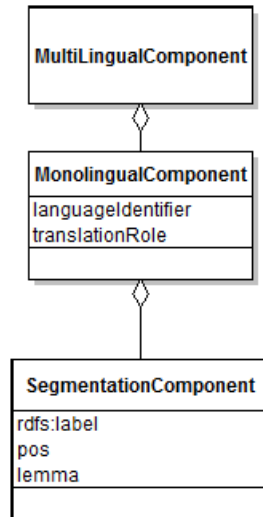 MultiLingualComponent
MonolingualComponent
languageIdentifier
translationRole
SegmentationComponent
rdfs:label
pos
lemma